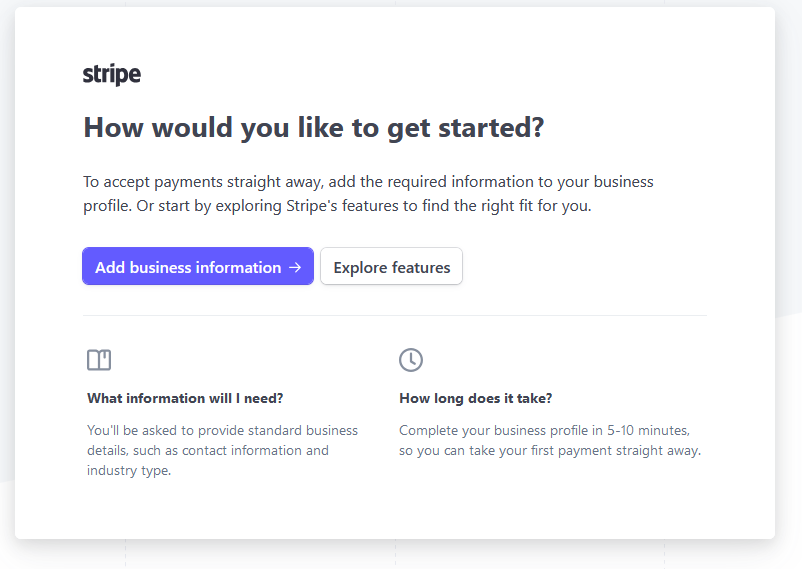 stripe
How would you like to get started?
To accept payments straight away, add the required information to your business
profile. Or start by exploring Stripe's features to find the right fit for you.
Add business information →
Explore features
What information will I need?
You'll be asked to provide standard business
details, such as contact information and
industry type.
How long does it take?
Complete your business profile in 5-10 minutes,
so you can take your first payment straight away.